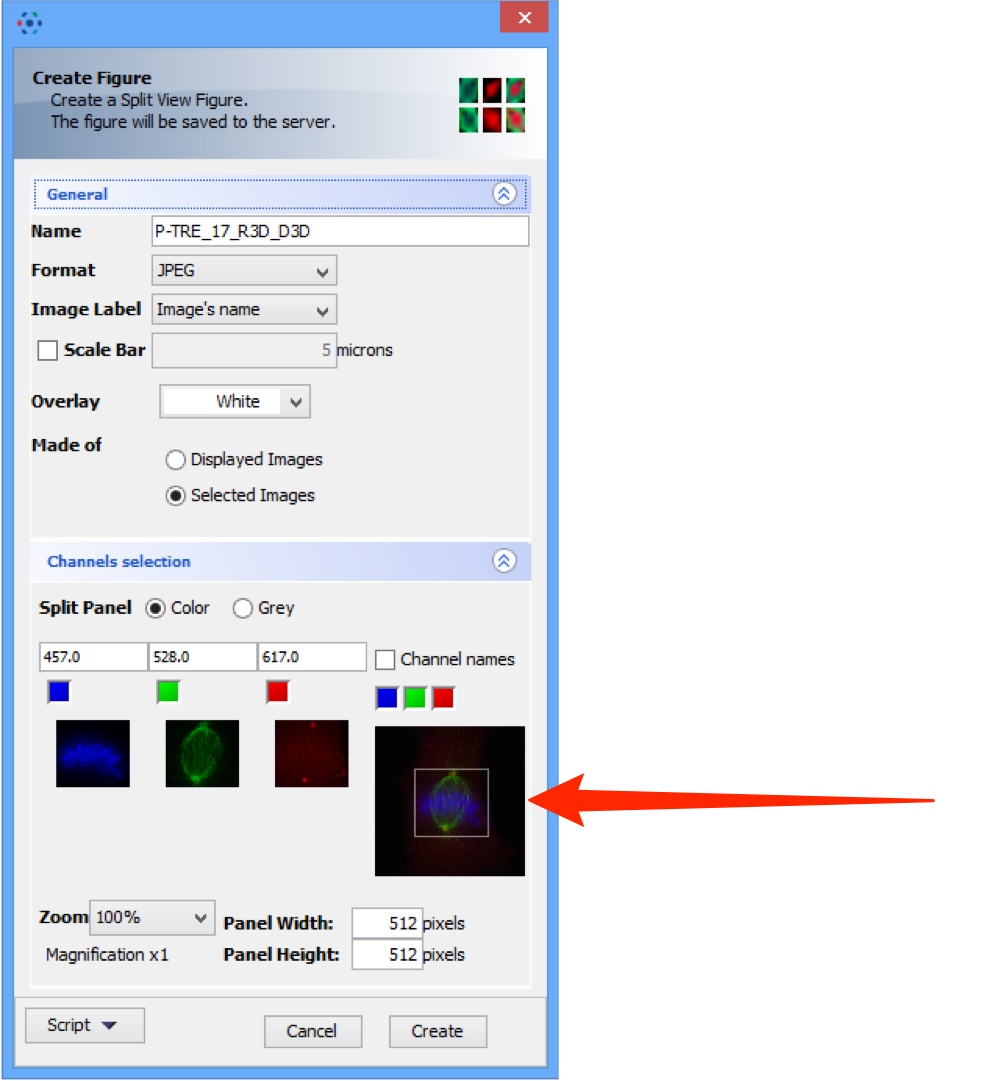 Create Figure
Create a Split View Figure.
The figure will be saved to the server.
General
Name P-TRE_17_R3D_D3D
Format JPEG
Image Label Image's name
Scale Bar 5 microns
Overlay White
Made of
Displayed Images
Selected Images
Channels selection
Split Panel Color Grey
457.0 528.0 617.0 Channel names
Zoom 100% Panel Width: 512 pixels
Magnification x1 Panel Height: 512 pixels
Script Cancel Create